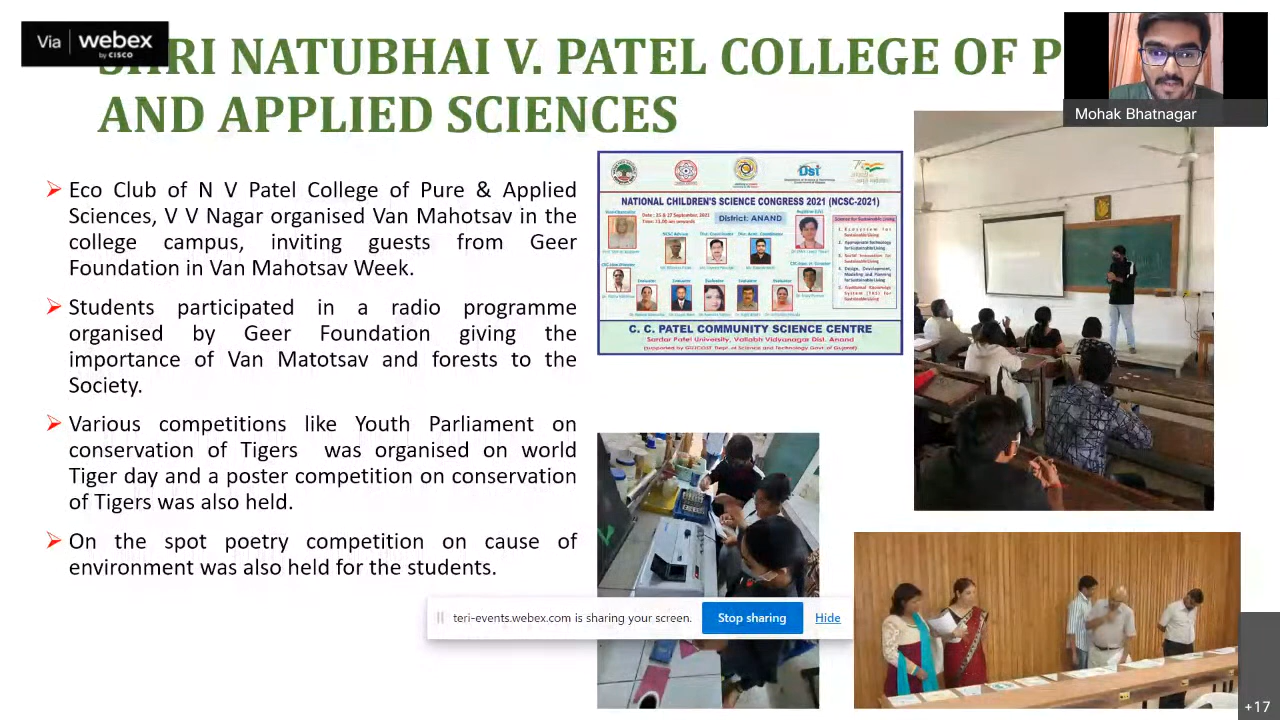 Via webex
by CISCO
SHRI NATUBHAI V. PATEL COLLEGE OF P
AND APPLIED SCIENCES
Mohak Bhatnagar
➢ Eco Club of N V Patel College of Pure & Applied
Sciences, V V Nagar organised Van Mahotsav in the
college campus, inviting guests from Geer
Foundation in Van Mahotsav Week.
➢ Students participated in a radio programme
organised by Geer Foundation giving the
importance of Van Matotsav and forests to the
Society.
➢ Various competitions like Youth Parliament on
conservation of Tigers was organised on world
Tiger day and a poster competition on conservation
of Tigers was also held.
➢ On the spot poetry competition on cause of
environment was also held for the students.
NATIONAL CHILDREN'S SCIENCE CONGRESS 2021 (NCSC-2021)
District: ANAND
C. C. PATEL COMMUNITY SCIENCE CENTRE
Sardar Patel University, Vallabh Vidyanagar Dist. Anand
teri-events.webex.com is sharing your screen.
Stop sharing
Hide
+17